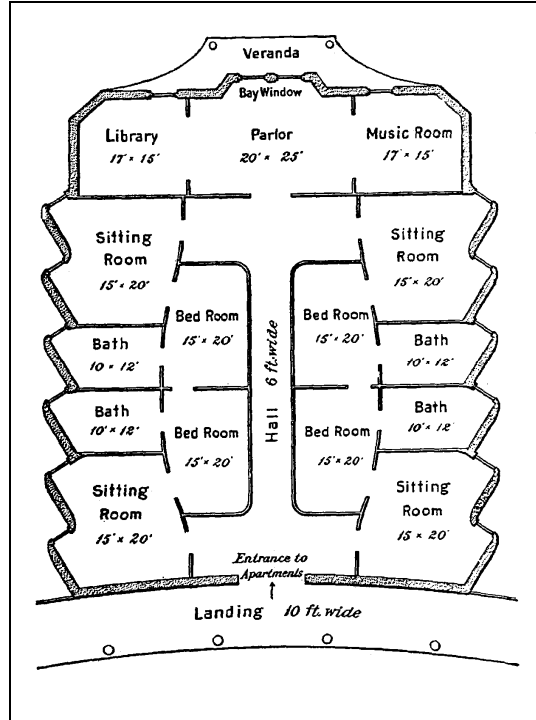 Veranda
Bay Window
Library
17' × 15'
Parlor
20' × 25'
Music Room
17' × 15'
Sitting
Room
15' × 20'
Sitting
Room
15' × 20'
Bed Room
15' × 20'
Bed Room
15' × 20'
Bath
10 × 12'
Bath
10' × 12'
Hall 6 ft. wide
Bath
10' × 12'
Bath
10' × 12'
Bed Room
15' × 20'
Bed Room
15' × 20'
Sitting
Room
15' × 20'
Sitting
Room
15 × 20'
Entrance to
Apartments
Landing 10 ft. wide